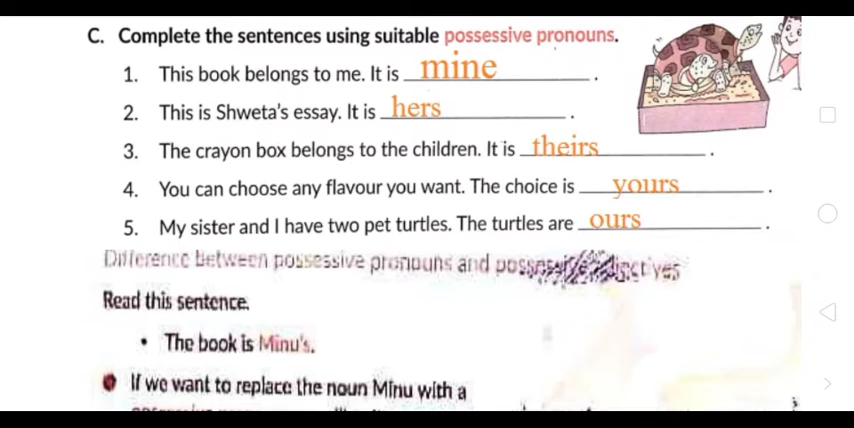 C. Complete the sentences using suitable possessive pronouns.
1. This book belongs to me. It is mine.
2. This is Shweta's essay. It is hers.
3. The crayon box belongs to the children. It is theirs.
4. You can choose any flavour you want. The choice is yours.
5. My sister and I have two pet turtles. The turtles are ours.
Difference between possessive pronouns and possessive adjectives
Read this sentence.
• The book is Minu's.
If we want to replace the noun Minu with a